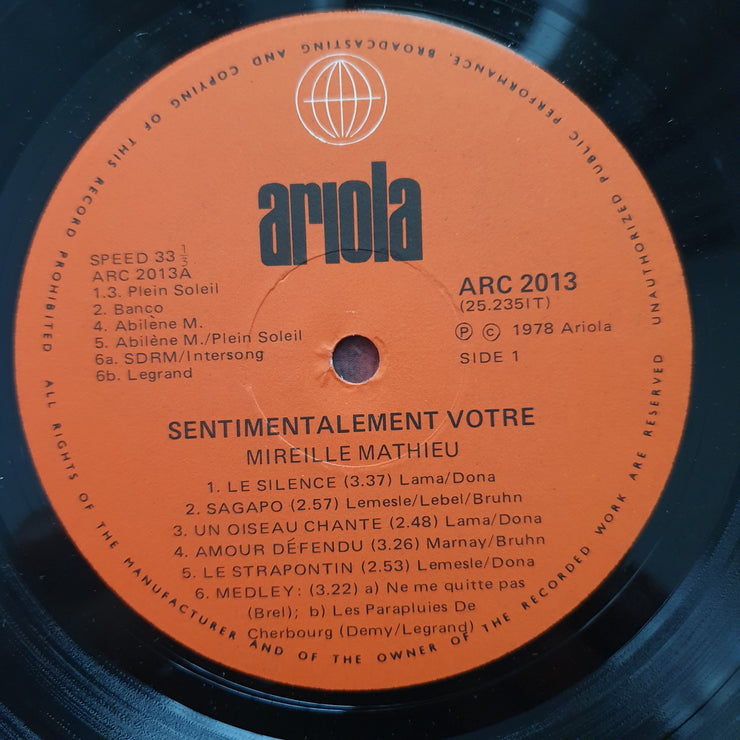 ariola
SPEED 33 1/3
ARC 2013A
1.3. Plein Soleil
2. Banco
4. Abilène M.
5. Abilène M./Plein Soleil
6a. SDRM/Intersong
6b. Legrand
ARC 2013
(25.235IT)
Ⓟ © 1978 Ariola
SIDE 1
SENTIMENTALEMENT VOTRE
MIREILLE MATHIEU
1. LE SILENCE (3.37) Lama/Dona
2. SAGAPO (2.57) Lemesle/Lebel/Bruhn
3. UN OISEAU CHANTE (2.48) Lama/Dona
4. AMOUR DÉFENDU (3.26) Marnay/Bruhn
5. LE STRAPONTIN (2.53) Lemesle/Dona
6. MEDLEY: (3.22) a) Ne me quitte pas
(Brel); b) Les Parapluies De
Cherbourg (Demy/Legrand)
ALL RIGHTS OF THE MANUFACTURER AND OF THE OWNER OF THE RECORDED WORK ARE RESERVED UNAUTHORIZED PUBLIC PERFORMANCE, BROADCASTING AND COPYING OF THIS RECORD PROHIBITED